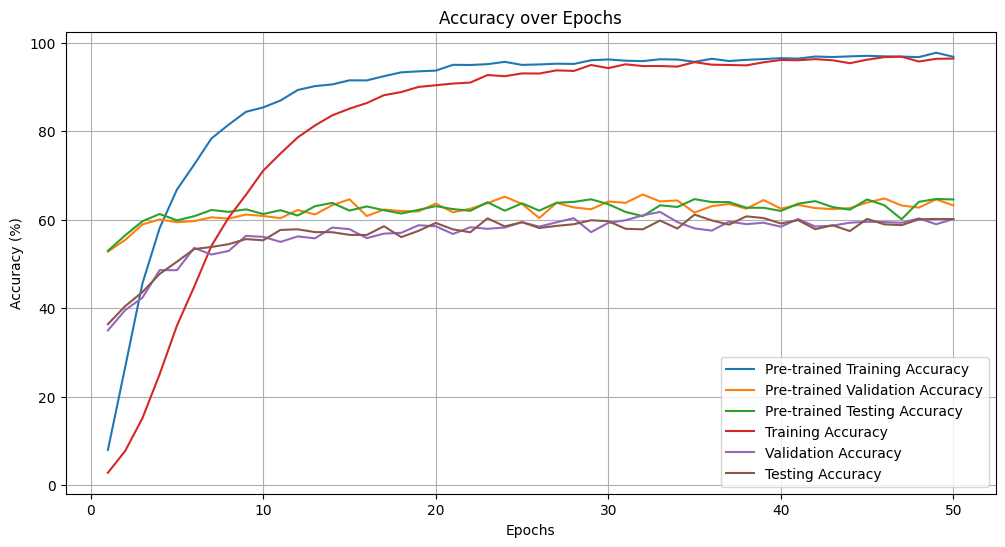 Accuracy over Epochs
100
80
60
40
20
0
Accuracy (%)
0 10 20 30 40 50
Epochs
Pre-trained Training Accuracy
Pre-trained Validation Accuracy
Pre-trained Testing Accuracy
Training Accuracy
Validation Accuracy
Testing Accuracy